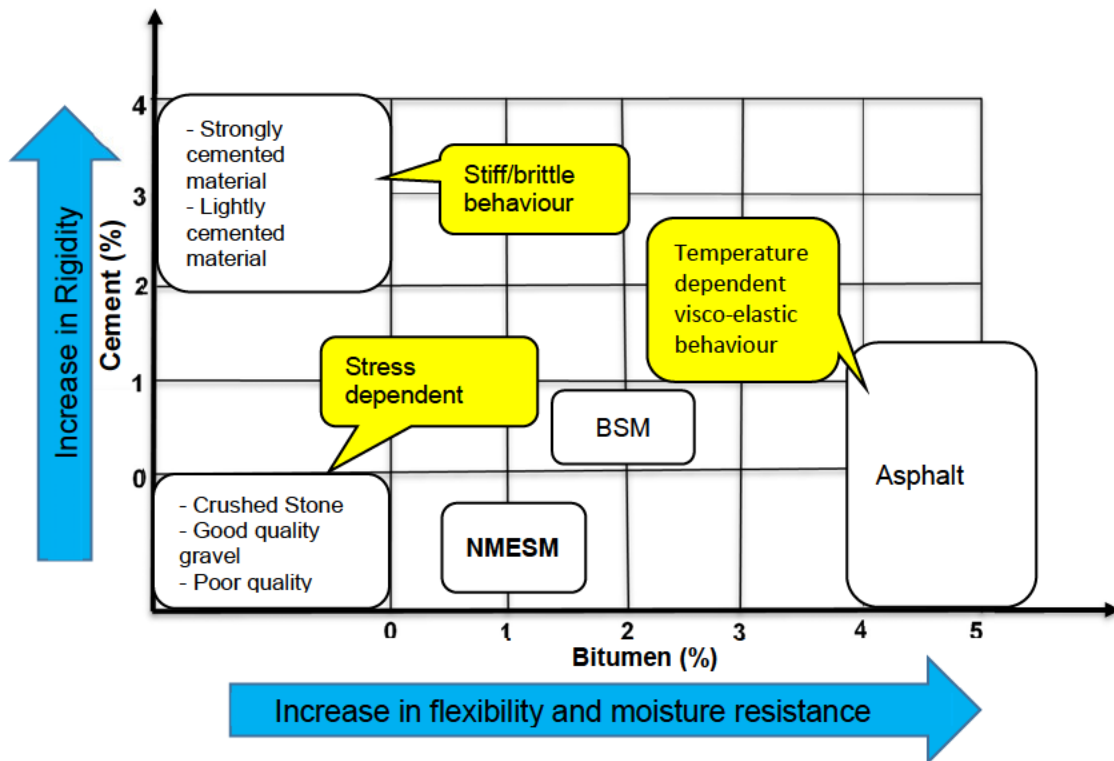 4
3
2
1
0
Increase in Rigidity
Cement (%)
- Strongly
cemented
material
- Lightly
cemented
material
Stiff/brittle
behaviour
Temperature
dependent
visco-elastic
behaviour
Stress
dependent
BSM
Asphalt
- Crushed Stone
- Good quality
gravel
- Poor quality
NMESM
0
1
2
3
4
5
Bitumen (%)
Increase in flexibility and moisture resistance